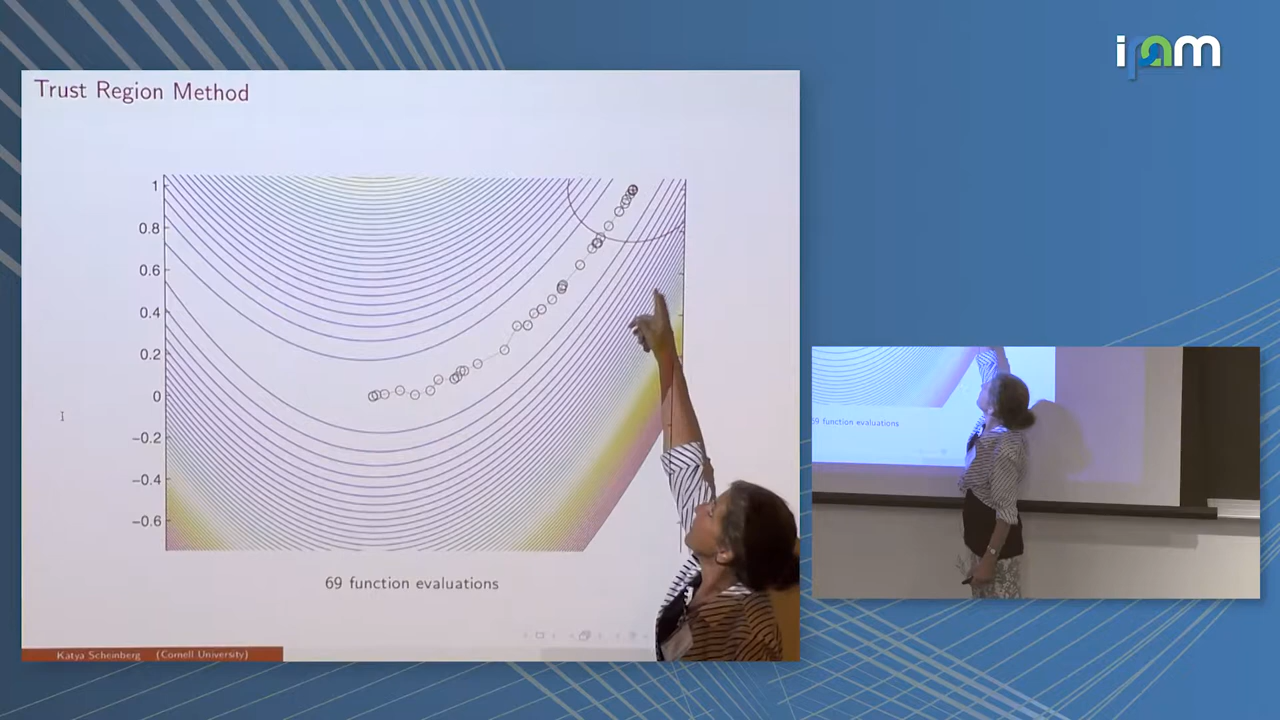 ipam
Trust Region Method
1
0.8
0.6
0.4
0.2
0
−0.2
−0.4
−0.6
69 function evaluations
Katya Scheinberg (Cornell University)
69 function evaluations